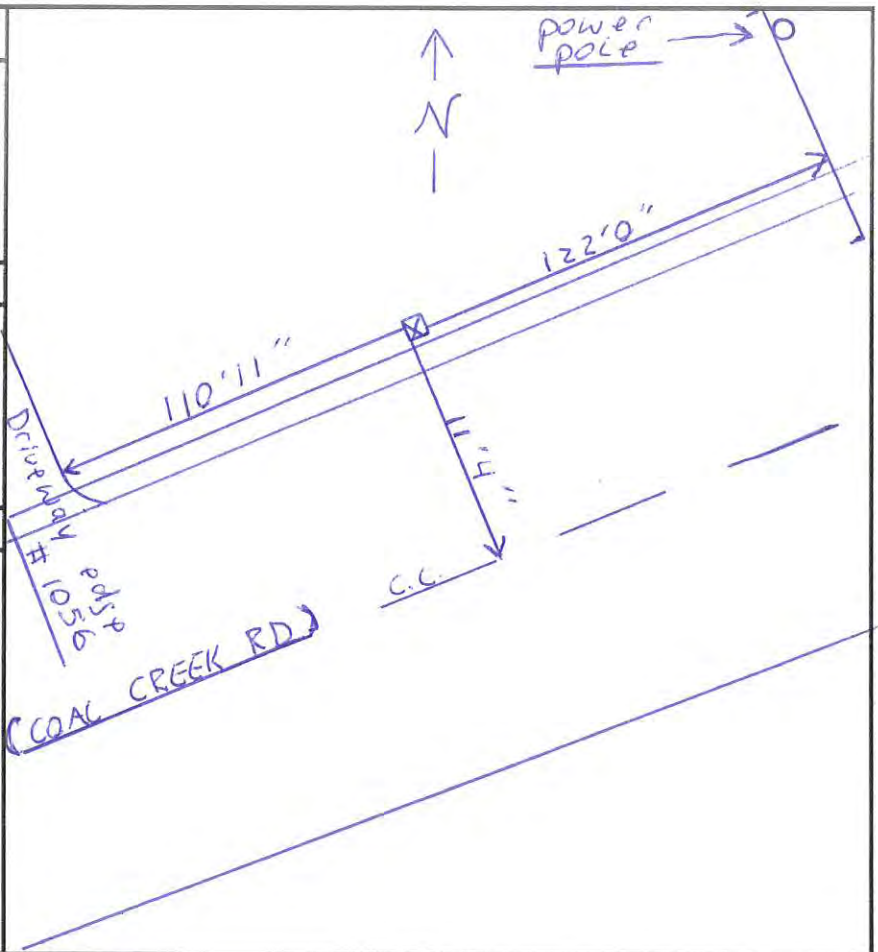 power
pole
N
122'0"
110'11"
11'4"
Driveway edge
# 1056
C.C.
(COAL CREEK RD)